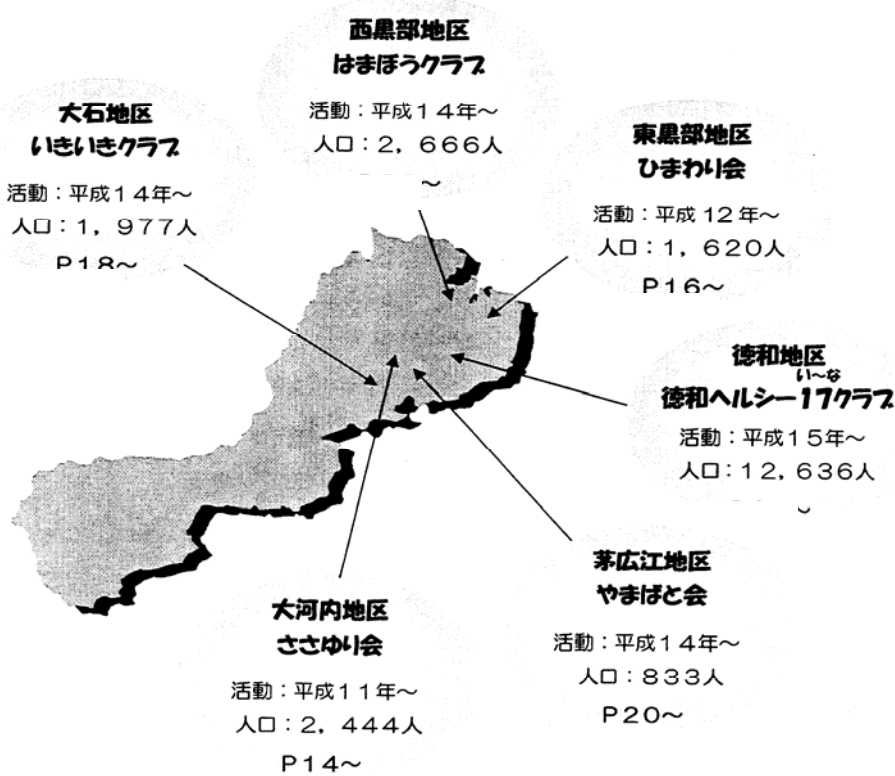 西黒部地区
はまぼうクラブ
活動：平成１４年～
人口：２，６６６人
～
大石地区
いきいきクラブ
活動：平成１４年～
人口：１，９７７人
Ｐ１８～
東黒部地区
ひまわり会
活動：平成１２年～
人口：１，６２０人
Ｐ１６～
徳和地区
い～な
徳和ヘルシー１７クラブ
活動：平成１５年～
人口：１２，６３６人
～
茅広江地区
やまばと会
活動：平成１４年～
人口：８３３人
Ｐ２０～
大河内地区
ささゆり会
活動：平成１１年～
人口：２，４４４人
Ｐ１４～